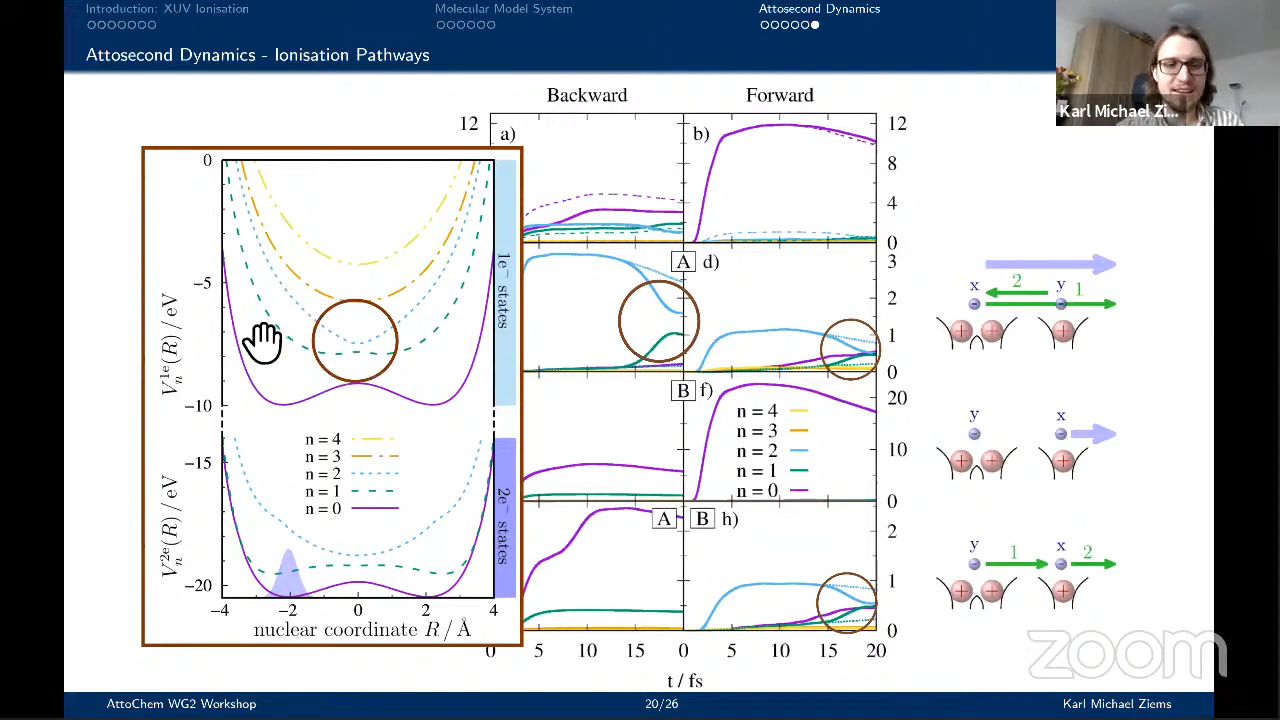 Introduction: XUV Ionisation
Molecular Model System
Attosecond Dynamics
Attosecond Dynamics - Ionisation Pathways
Karl Michael Zi...
Backward
Forward
12
a)
b)
12
8
4
0
A
d)
3
2
1
0
B
f)
20
10
0
n = 4
n = 3
n = 2
n = 1
n = 0
A
B
h)
2
1
0
0
5
10
15
0
5
10
15
20
t / fs
0
−5
−10
−15
−20
V_n^1e(R) / eV
V_n^2e(R) / eV
1e⁻ states
2e⁻ states
n = 4
n = 3
n = 2
n = 1
n = 0
−4
−2
0
2
4
nuclear coordinate R / Å
2
x
y
1
+
+
+
y
x
+
+
+
y
1
x
2
+
+
+
zoom
AttoChem WG2 Workshop
20/26
Karl Michael Ziems